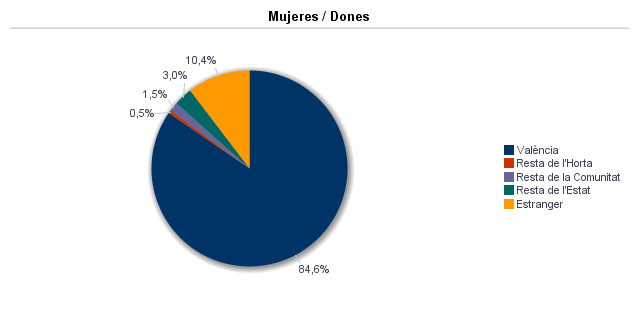 Mujeres / Dones
10,4%
3,0%
1,5%
0,5%
84,6%
València
Resta de l'Horta
Resta de la Comunitat
Resta de l'Estat
Estranger